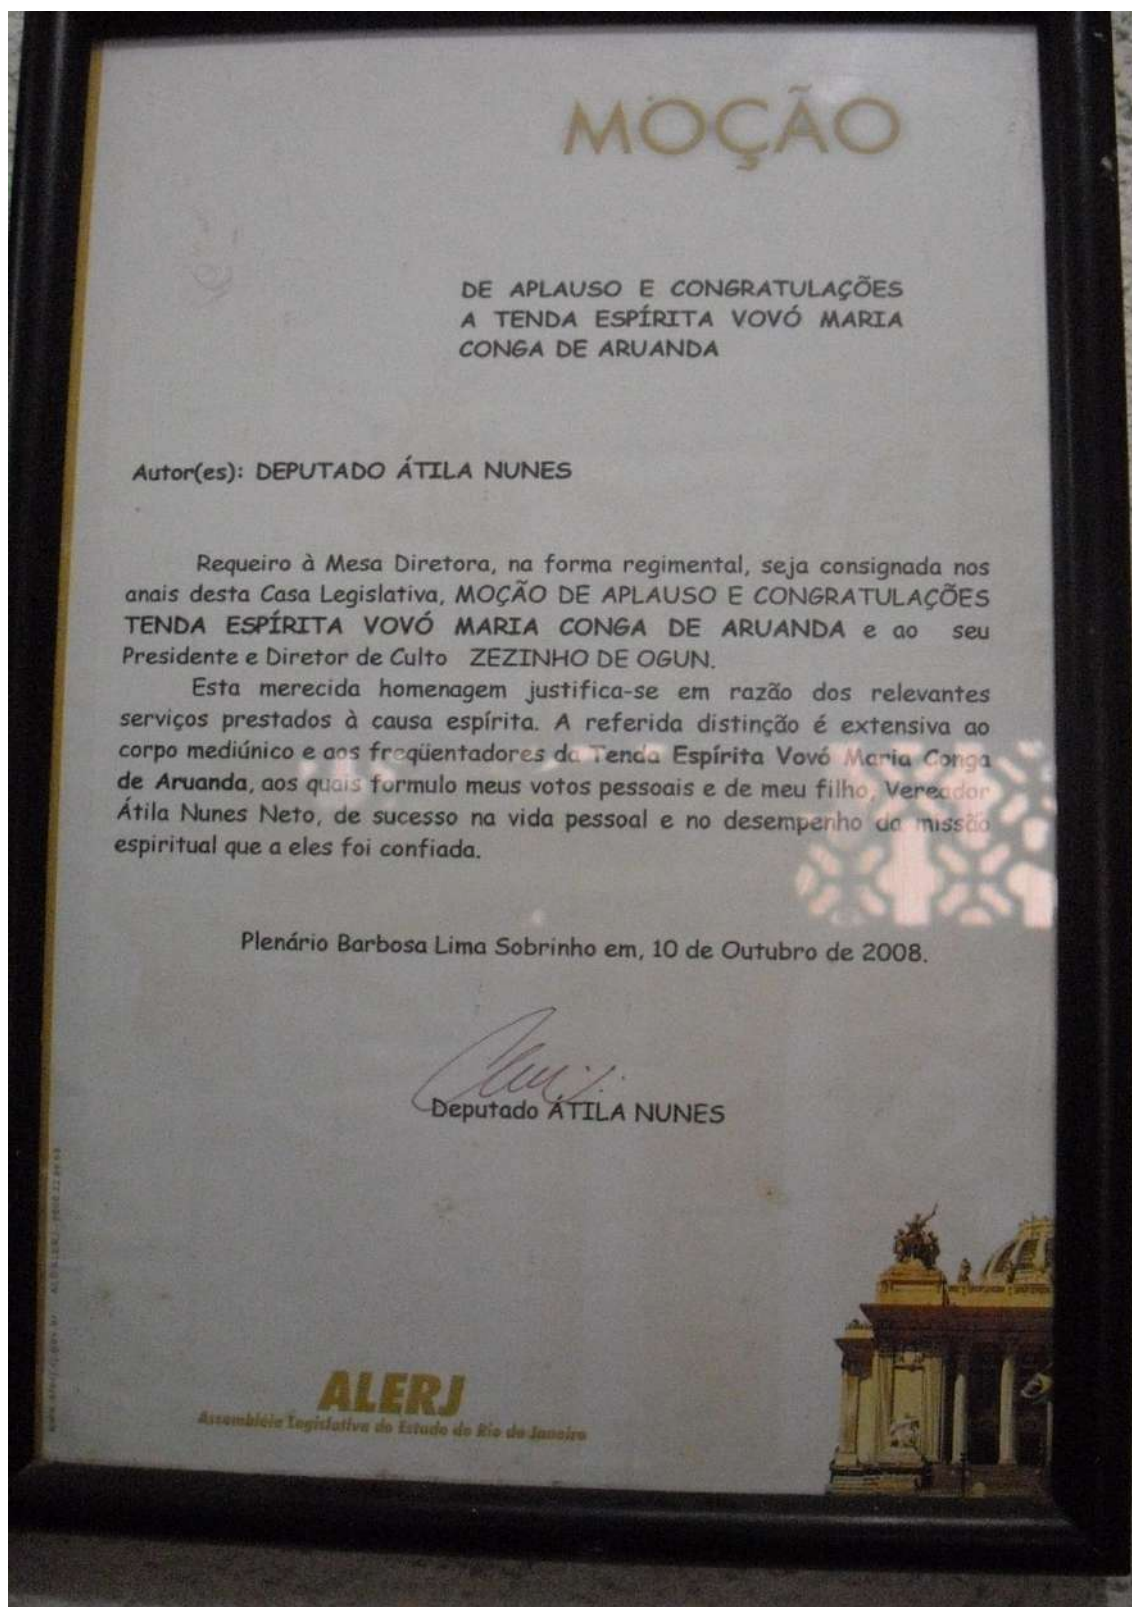 MOÇÃO
DE APLAUSO E CONGRATULAÇÕES
A TENDA ESPÍRITA VOVÓ MARIA
CONGA DE ARUANDA
Autor(es): DEPUTADO ÁTILA NUNES
Requeiro à Mesa Diretora, na forma regimental, seja consignada nos
anais desta Casa Legislativa, MOÇÃO DE APLAUSO E CONGRATULAÇÕES
TENDA ESPÍRITA VOVÓ MARIA CONGA DE ARUANDA e ao seu
Presidente e Diretor de Culto ZEZINHO DE OGUN.
Esta merecida homenagem justifica-se em razão dos relevantes
serviços prestados à causa espírita. A referida distinção é extensiva ao
corpo mediúnico e aos freqüentadores da Tenda Espírita Vovó Maria Conga
de Aruanda, aos quais formulo meus votos pessoais e de meu filho, Vereador
Átila Nunes Neto, de sucesso na vida pessoal e no desempenho da missão
espiritual que a eles foi confiada.
Plenário Barbosa Lima Sobrinho em, 10 de Outubro de 2008.
Deputado ÁTILA NUNES
ALERJ
Assembléia Legislativa do Estado do Rio de Janeiro